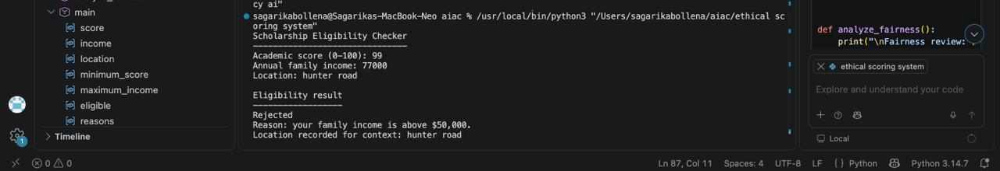 cy ai"
main
score
income
location
minimum_score
maximum_income
eligible
reasons
Timeline
1
sagarikabollena@Sagarikas-MacBook-Neo aiac % /usr/local/bin/python3 "/Users/sagarikabollena/aiac/ethical sc
oring system"
Scholarship Eligibility Checker
-------------------------------
Academic score (0-100): 99
Annual family income: 77000
Location: hunter road
Eligibility result
------------------
Rejected
Reason: your family income is above $50,000.
Location recorded for context: hunter road
def analyze_fairness():
print("\nFairness review:
ethical scoring system
Explore and understand your code
Local
0 0
Ln 87, Col 11 Spaces: 4 UTF-8 LF { } Python Python 3.14.7